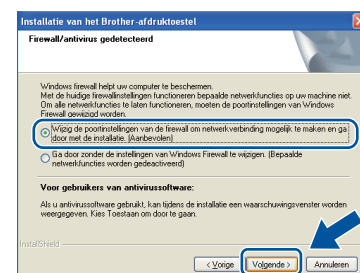 Installatie van het Brother-afdruktoestel
Firewall/antivirus gedetecteerd
Windows firewall helpt uw computer te beschermen.
Met de huidige firewallinstellingen functioneren bepaalde netwerkfuncties op uw machine niet.
Om alle netwerkfuncties te laten functioneren, moeten de poortinstellingen van Windows
Firewall gewijzigd worden.
Wijzig de poortinstellingen van de firewall om netwerkverbinding mogelijk te maken en ga
door met de installatie. (Aanbevolen)
Ga door zonder de instellingen van Windows Firewall te wijzigen. (Bepaalde
netwerkfuncties worden gedeactiveerd)
Voor gebruikers van antivirussoftware:
Als u antivirussoftware gebruikt, kan tijdens de installatie een waarschuwingsvenster worden
weergegeven. Kies Toestaan om door te gaan.
InstallShield
< Vorige
Volgende >
Annuleren